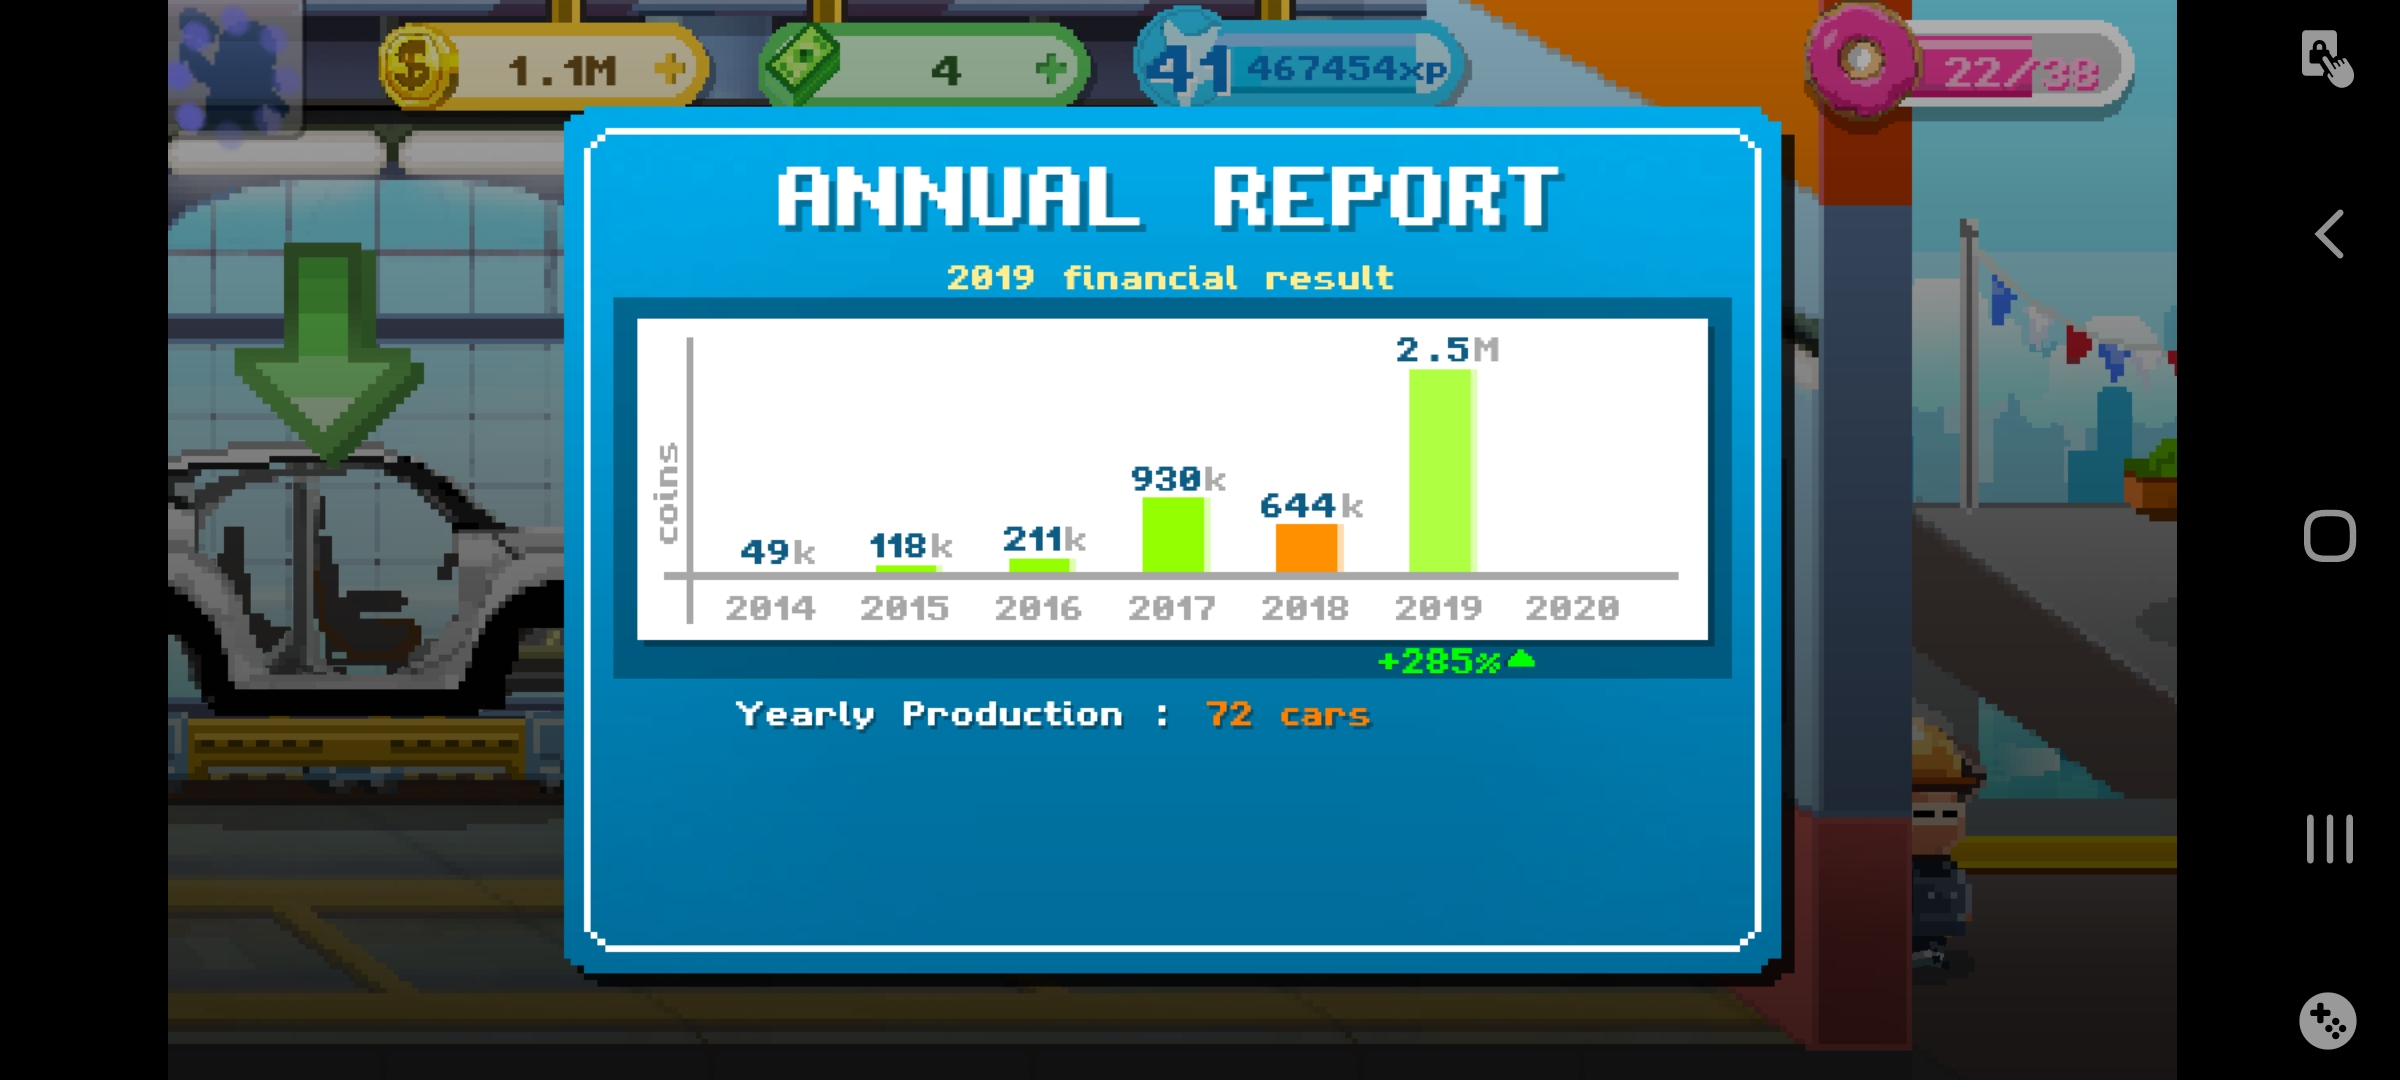 1.1M
4
41 467454xp
22/38
ANNUAL REPORT
2019 financial result
coins
49k 118k 211k 930k 644k 2.5M
2014 2015 2016 2017 2018 2019 2020
+285%
Yearly Production : 72 cars